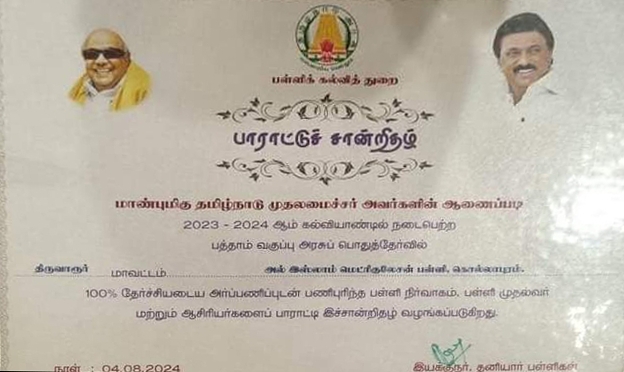 பள்ளிக் கல்வித் துறை
பாராட்டுச் சான்றிதழ்
மாண்புமிகு தமிழ்நாடு முதலமைச்சர் அவர்களின் ஆணைப்படி
2023 - 2024 ஆம் கல்வியாண்டில் நடைபெற்ற
பத்தாம் வகுப்பு அரசுப் பொதுத்தேர்வில்
திருவாரூர் மாவட்டம் அல் இஸ்லாம் மெட்ரிகுலேசன் பள்ளி, கொல்லாபுரம்.
100% தேர்ச்சியடைய அர்ப்பணிப்புடன் பணிபுரிந்த பள்ளி நிர்வாகம், பள்ளி முதல்வர்
மற்றும் ஆசிரியர்களைப் பாராட்டி இச்சான்றிதழ் வழங்கப்படுகிறது.
நாள் : 04.08.2024 இயக்குநர், தனியார் பள்ளிகள்